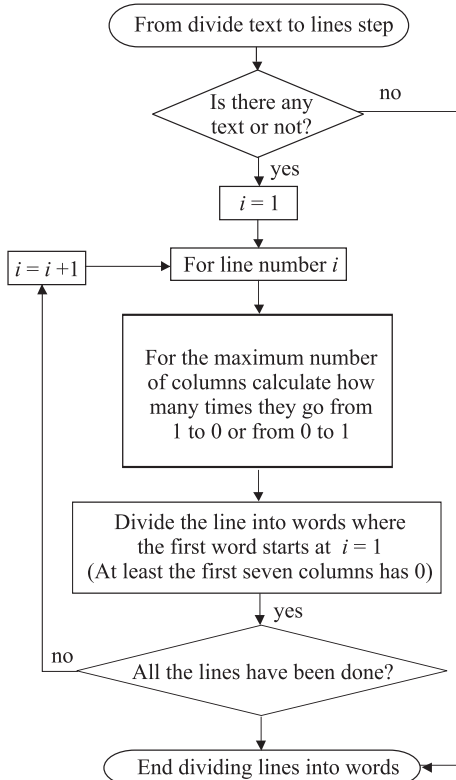 From divide text to lines step
Is there any
text or not?
no
yes
i = 1
i = i +1
For line number i
For the maximum number
of columns calculate how
many times they go from
1 to 0 or from 0 to 1
Divide the line into words where
the first word starts at i = 1
(At least the first seven columns has 0)
yes
no
All the lines have been done?
End dividing lines into words